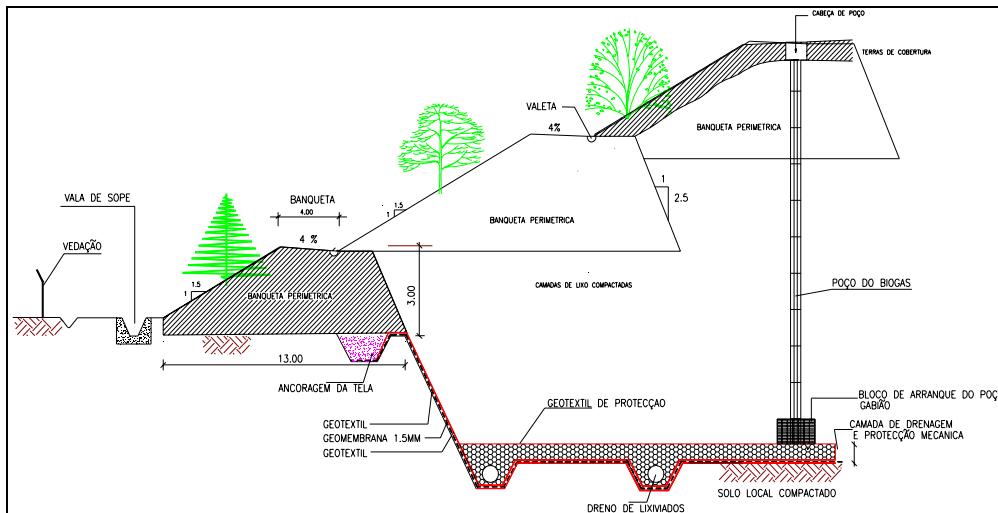 CABEÇA DE POÇO
TERRAS DE COBERTURA
VALETA
4%
BANQUETA PERIMETRICA
1
2.5
VALA DE SOPE
BANQUETA
4.00
1.5
1
BANQUETA PERIMETRICA
VEDAÇÃO
4 %
CAMADAS DE LIXO COMPACTADAS
POÇO DO BIOGAS
1.5
1
BANQUETA PERIMETRICA
3.00
13.00
ANCORAGEM DA TELA
BLOCO DE ARRANQUE DO POÇ
GABIÃO
GEOTEXTIL DE PROTECÇAO
GEOTEXTIL
GEOMEMBRANA 1.5MM
GEOTEXTIL
CAMADA DE DRENAGEM
E PROTECÇÃO MECANICA
SOLO LOCAL COMPACTADO
DRENO DE LIXIVIADOS